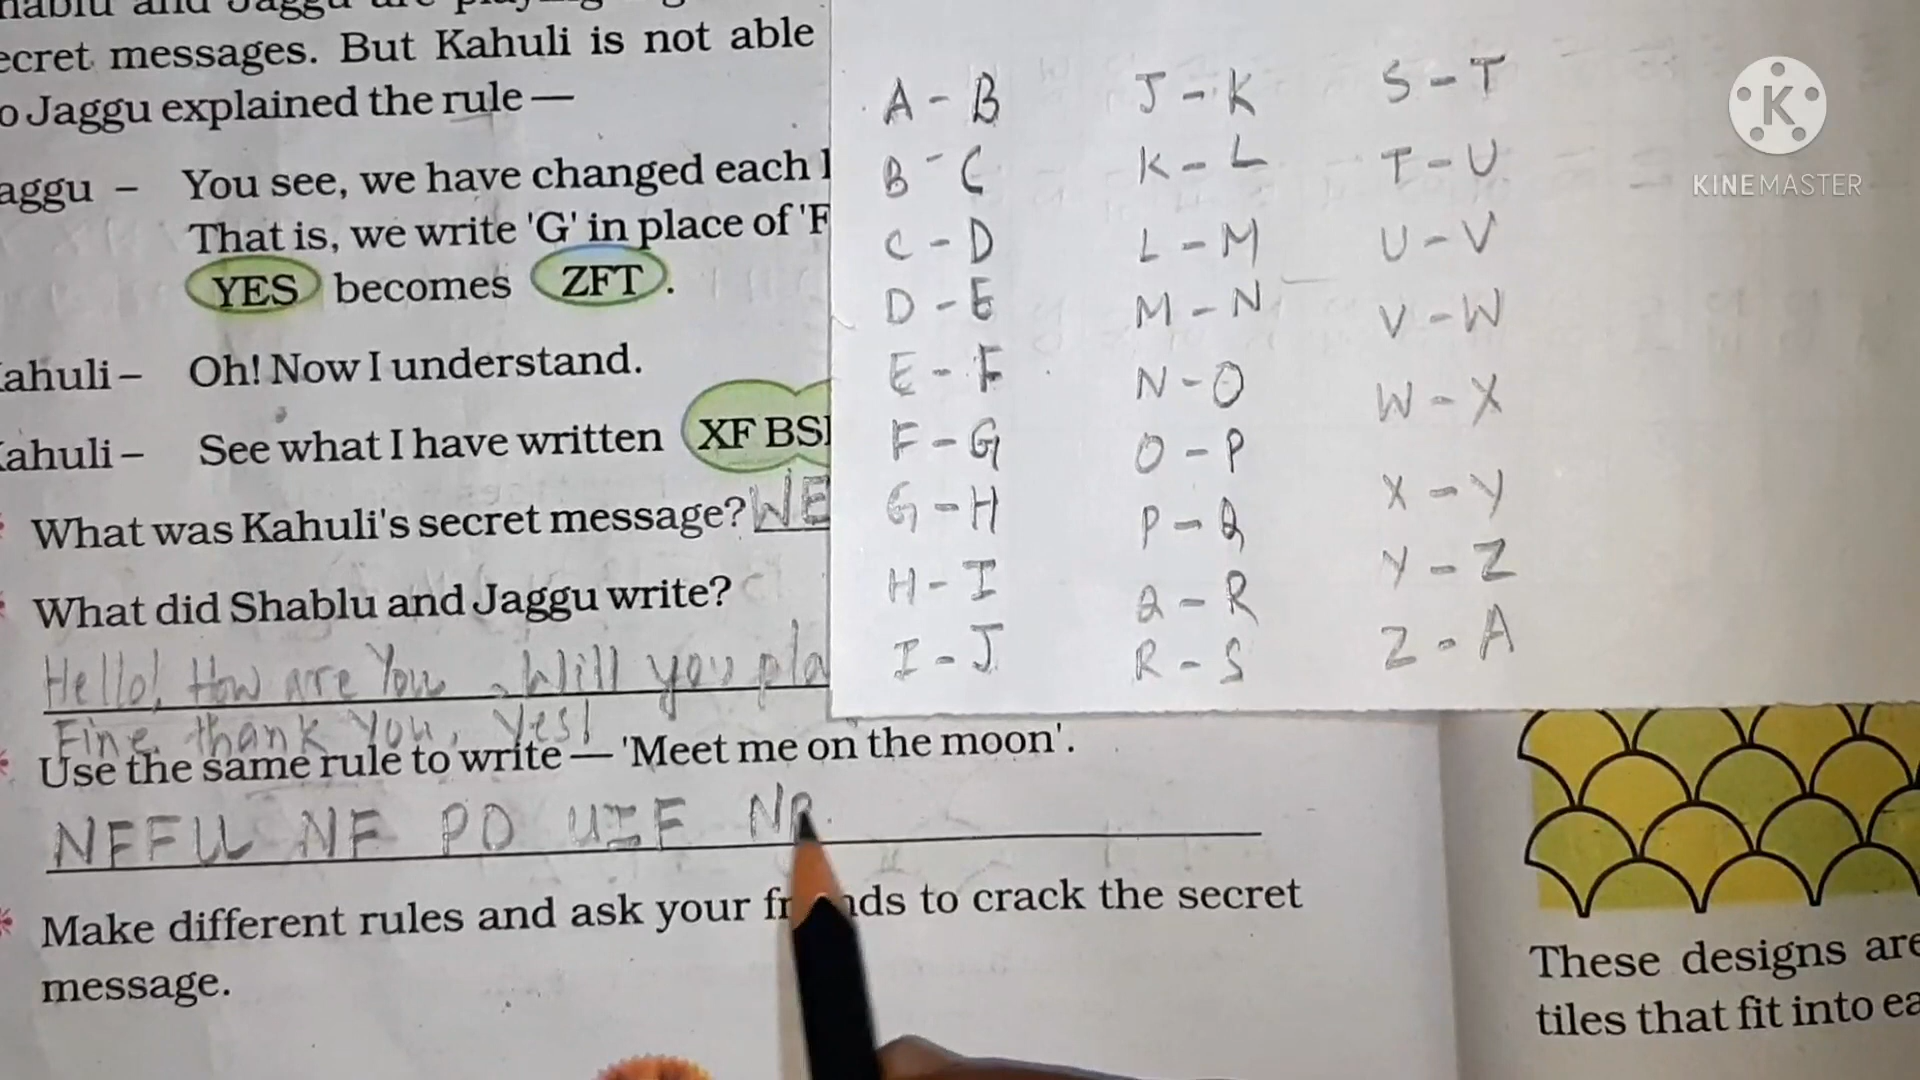 hablu and Jaggu are playing
ecret messages. But Kahuli is not able
o Jaggu explained the rule —
aggu – You see, we have changed each l
That is, we write 'G' in place of 'F
YES becomes ZFT.
ahuli – Oh! Now I understand.
ahuli – See what I have written XF BS
What was Kahuli's secret message? WE
What did Shablu and Jaggu write?
Hello!, How are You, Will you pla
Fine, thank you, Yes!
Use the same rule to write — 'Meet me on the moon'.
NFFU NF PO UIF NP
Make different rules and ask your friends to crack the secret
message.
A - B
B - C
C - D
D - E
E - F
F - G
G - H
H - I
I - J
J - K
K - L
L - M
M - N
N - O
O - P
P - Q
Q - R
R - S
S - T
T - U
U - V
V - W
W - X
X - Y
Y - Z
Z - A
K
KINEMASTER
These designs are
tiles that fit into ea